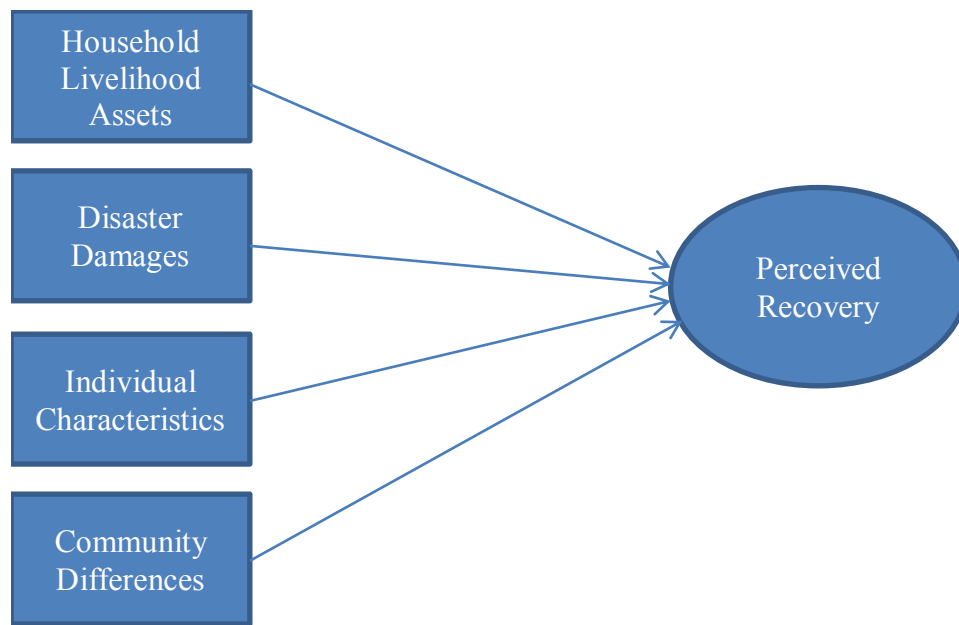 Household
Livelihood
Assets
Disaster
Damages
Individual
Characteristics
Community
Differences
Perceived
Recovery